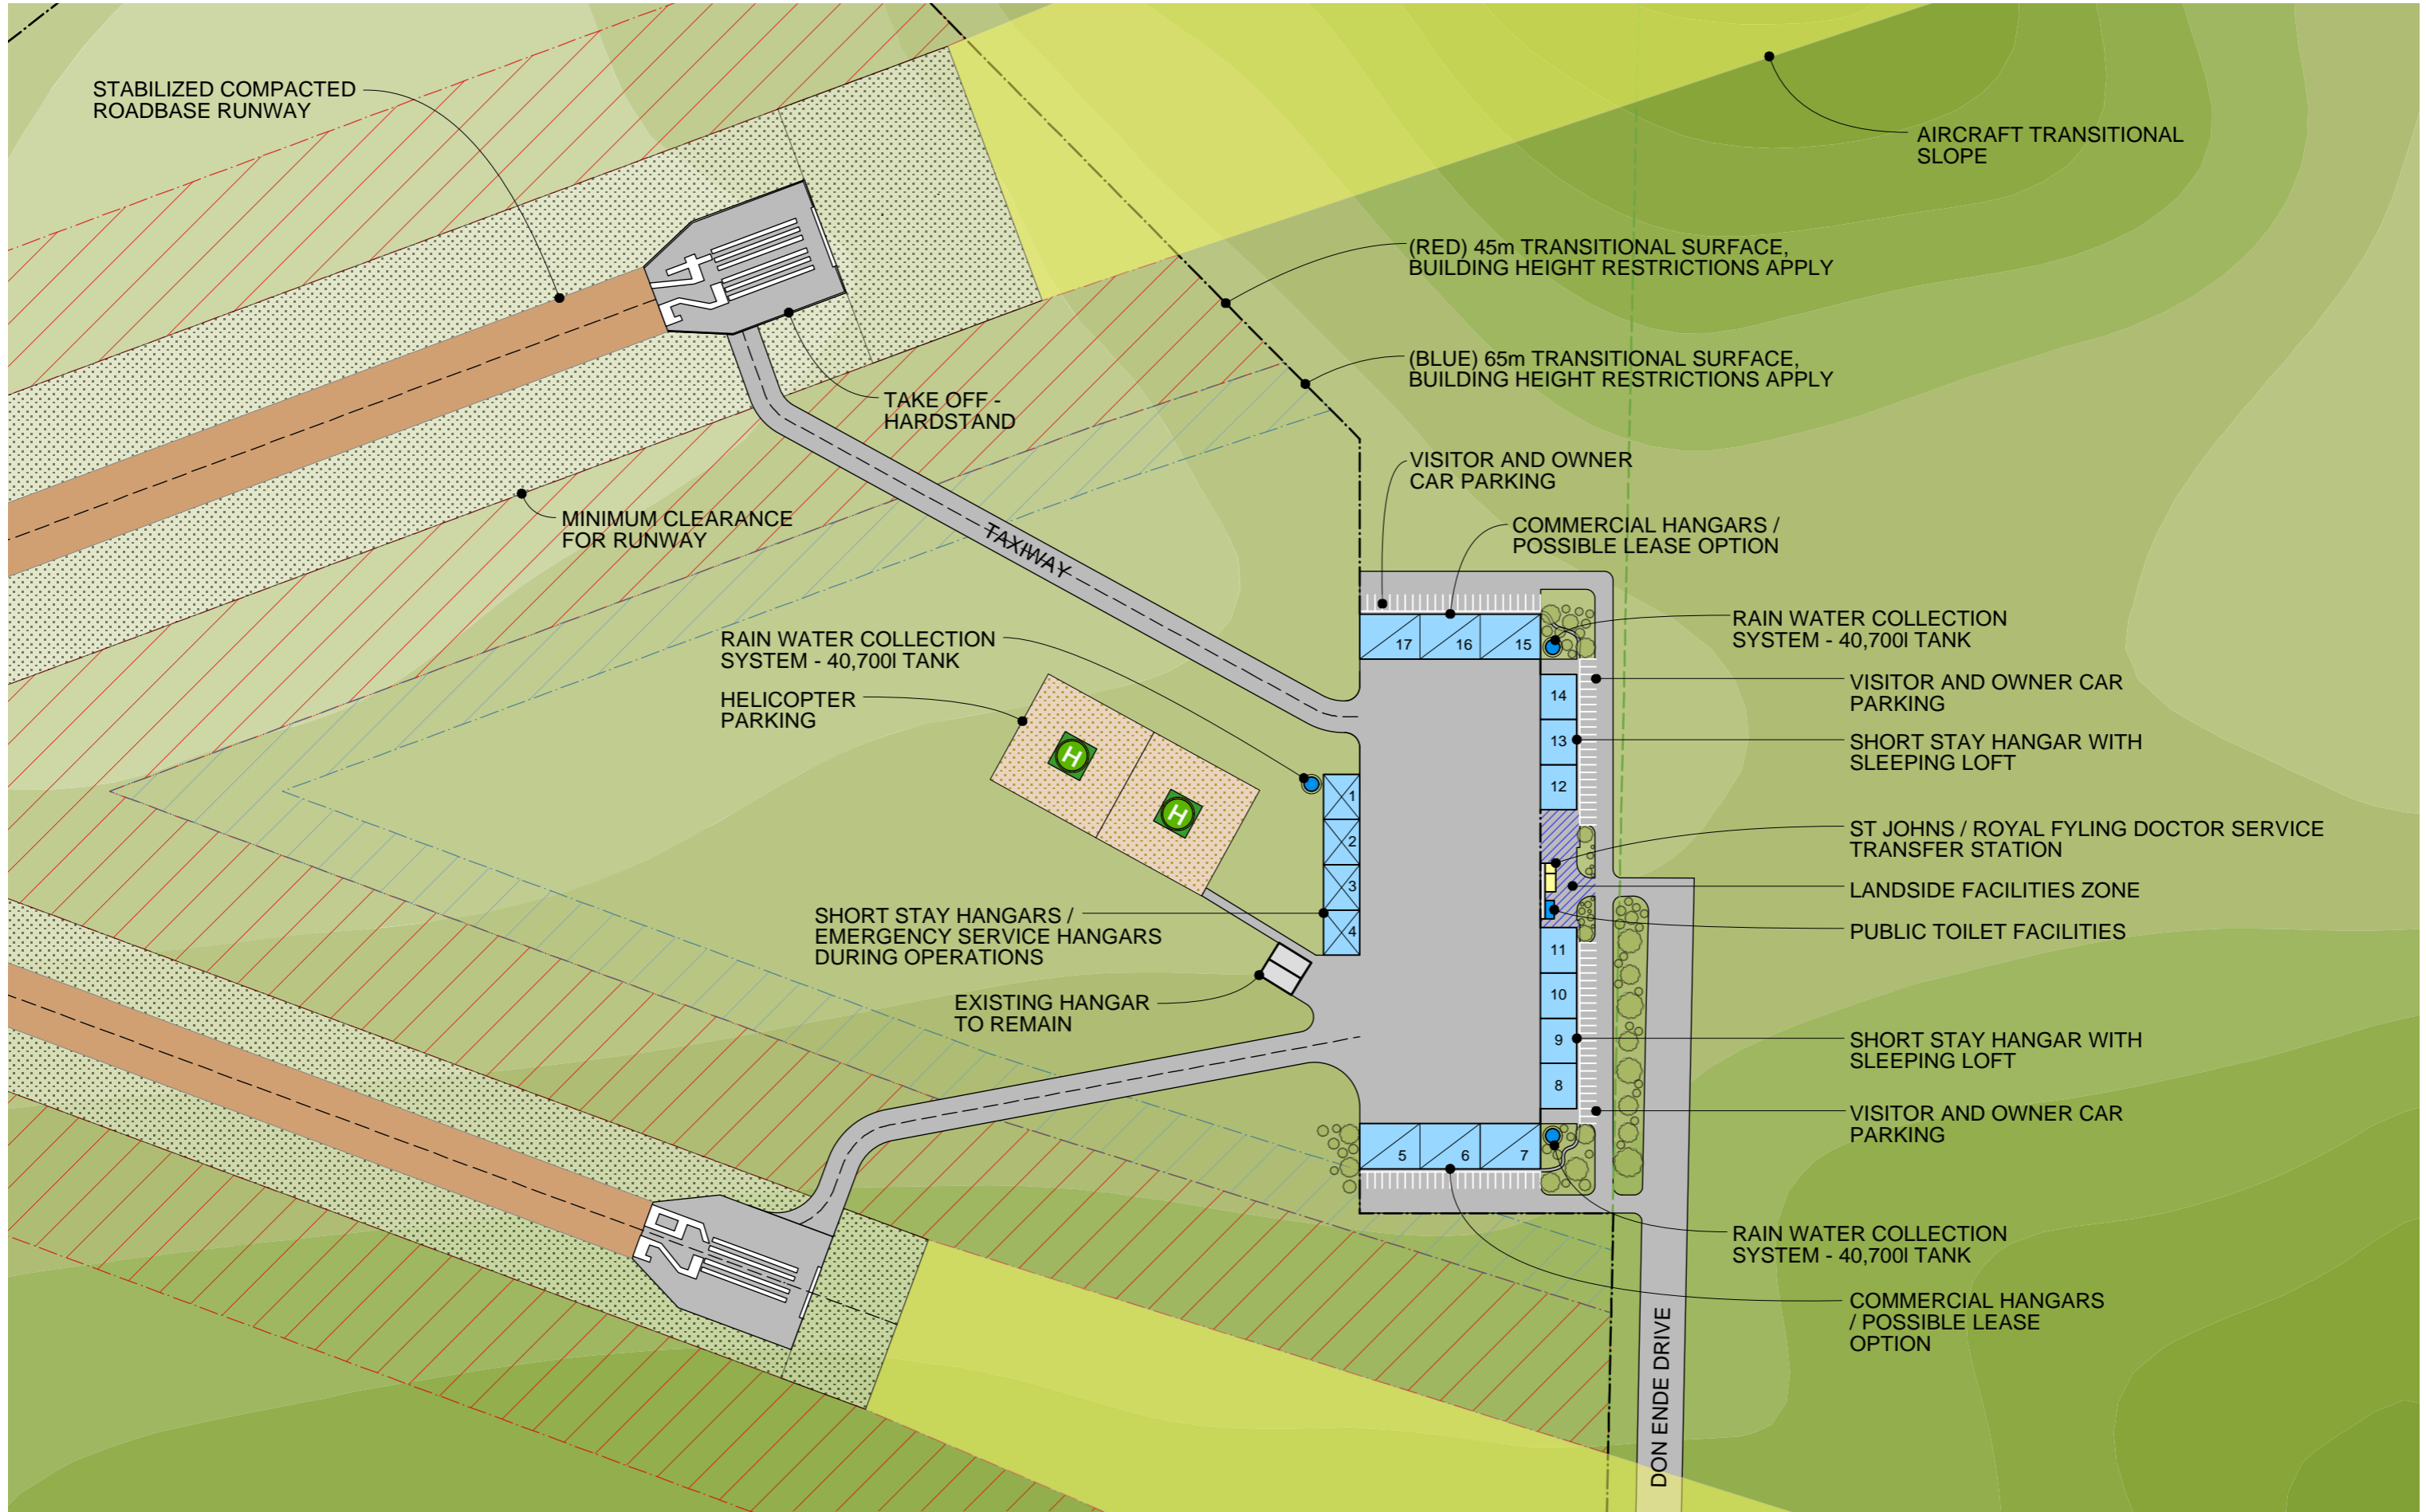 STABILIZED COMPACTED
ROADBASE RUNWAY
AIRCRAFT TRANSITIONAL
SLOPE
(RED) 45m TRANSITIONAL SURFACE,
BUILDING HEIGHT RESTRICTIONS APPLY
24
(BLUE) 65m TRANSITIONAL SURFACE,
BUILDING HEIGHT RESTRICTIONS APPLY
TAKE OFF -
HARDSTAND
VISITOR AND OWNER
CAR PARKING
MINIMUM CLEARANCE
FOR RUNWAY
COMMERCIAL HANGARS /
POSSIBLE LEASE OPTION
TAXIWAY
RAIN WATER COLLECTION
SYSTEM - 40,700l TANK
RAIN WATER COLLECTION
SYSTEM - 40,700l TANK
17
16
15
HELICOPTER
PARKING
VISITOR AND OWNER CAR
PARKING
14
13
12
SHORT STAY HANGAR WITH
SLEEPING LOFT
H
H
1
2
3
4
ST JOHNS / ROYAL FYLING DOCTOR SERVICE
TRANSFER STATION
LANDSIDE FACILITIES ZONE
PUBLIC TOILET FACILITIES
SHORT STAY HANGARS /
EMERGENCY SERVICE HANGARS
DURING OPERATIONS
EXISTING HANGAR
TO REMAIN
11
10
9
8
SHORT STAY HANGAR WITH
SLEEPING LOFT
VISITOR AND OWNER CAR
PARKING
5
6
7
29
RAIN WATER COLLECTION
SYSTEM - 40,700l TANK
COMMERCIAL HANGARS
/ POSSIBLE LEASE
OPTION
DON ENDE DRIVE